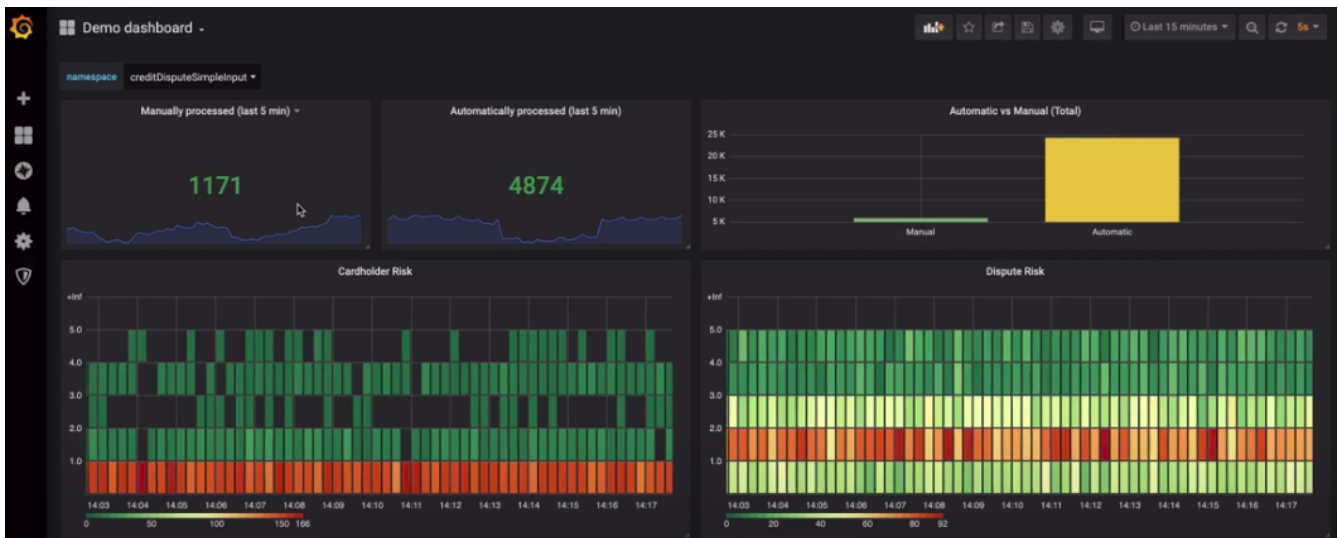 Demo dashboard
Last 15 minutes
5s
namespace creditDisputeSimpleInput
Manually processed (last 5 min)
1171
Automatically processed (last 5 min)
4874
Automatic vs Manual (Total)
25 K
20 K
15 K
10 K
5 K
Manual Automatic
Cardholder Risk
+Inf
5.0
4.0
3.0
2.0
1.0
14:03 14:04 14:05 14:06 14:07 14:08 14:09 14:10 14:11 14:12 14:13 14:14 14:15 14:16 14:17
0 50 100 150 166
Dispute Risk
+Inf
5.0
4.0
3.0
2.0
1.0
14:03 14:04 14:05 14:06 14:07 14:08 14:09 14:10 14:11 14:12 14:13 14:14 14:15 14:16 14:17
0 20 40 60 80 92